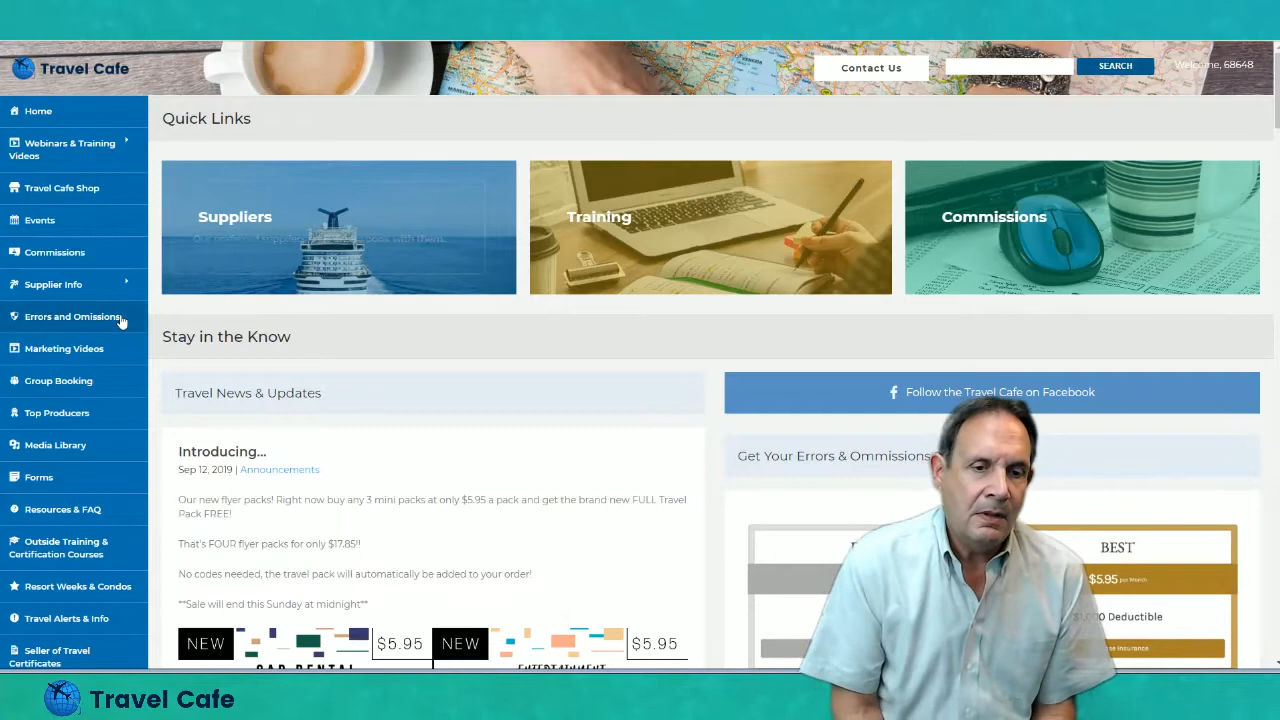 Travel Cafe
Contact Us
SEARCH
Welcome, 68648
Home
Webinars & Training
Videos
Travel Cafe Shop
Events
Commissions
Supplier Info
Errors and Omissions
Marketing Videos
Group Booking
Top Producers
Media Library
Forms
Resources & FAQ
Outside Training &
Certification Courses
Resort Weeks & Condos
Travel Alerts & Info
Seller of Travel
Certificates
Quick Links
Suppliers
Training
Commissions
Stay in the Know
Travel News & Updates
Introducing...
Sep 12, 2019 | Announcements
Our new flyer packs! Right now buy any 3 mini packs at only $5.95 a pack and get the brand new FULL Travel
Pack FREE!
That's FOUR flyer packs for only $17.85!!
No codes needed, the travel pack will automatically be added to your order!
**Sale will end this Sunday at midnight**
NEW $5.95 NEW $5.95
Follow the Travel Cafe on Facebook
Get Your Errors & Ommissions
BEST
$5.95 per Month
Deductible
Insurance
Travel Cafe